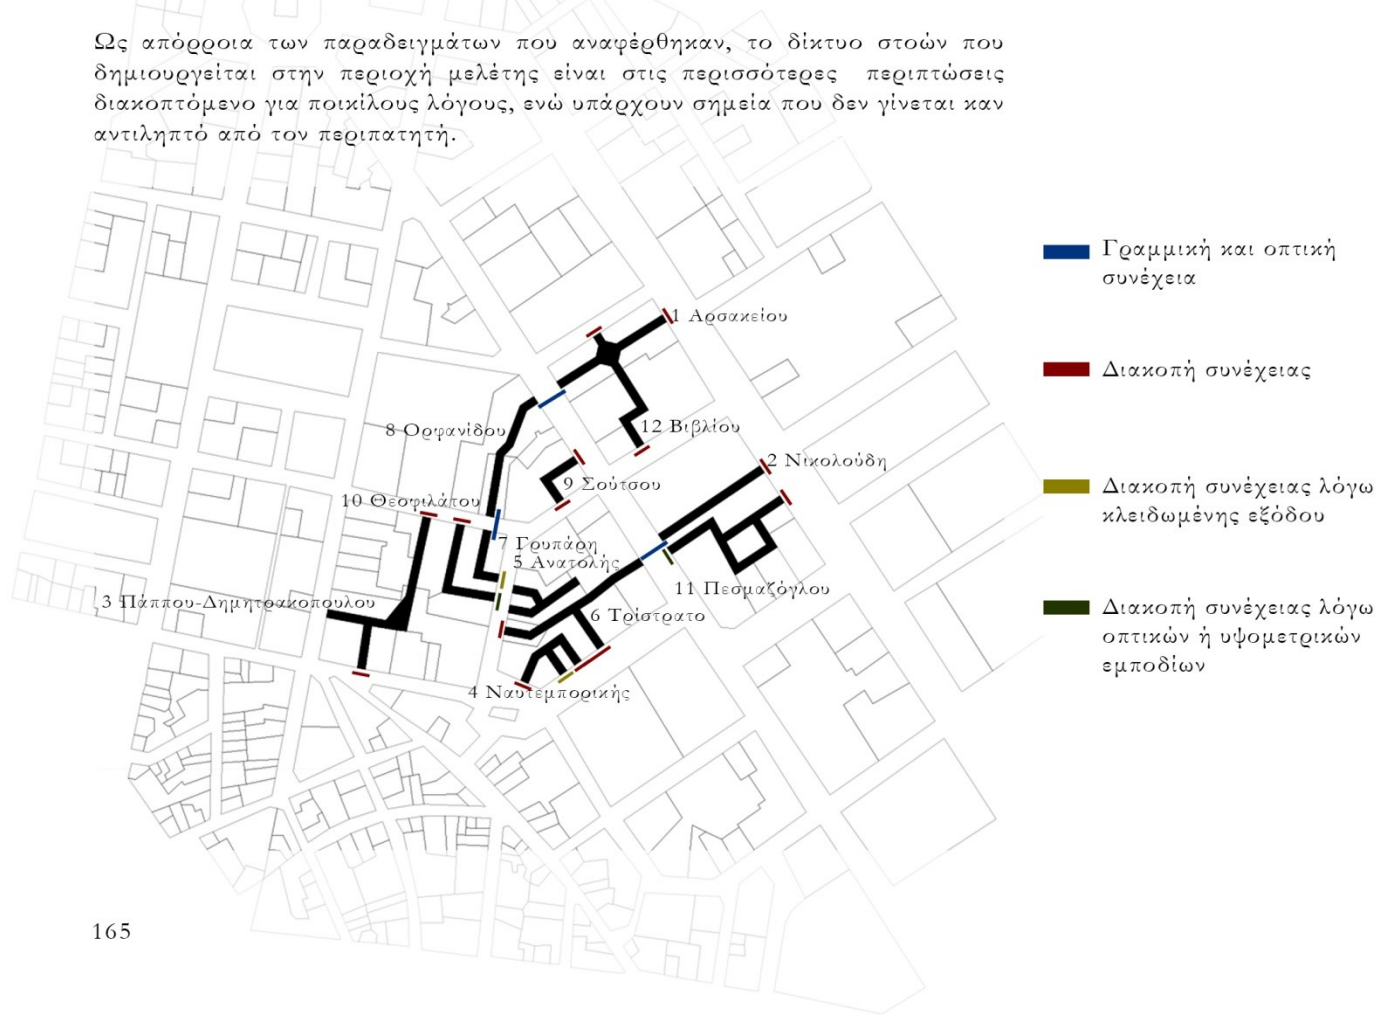 Ως απόρροια των παραδειγμάτων που αναφέρθηκαν, το δίκτυο στοών που
δημιουργείται στην περιοχή μελέτης είναι στις περισσότερες περιπτώσεις
διακοπτόμενο για ποικίλους λόγους, ενώ υπάρχουν σημεία που δεν γίνεται καν
αντιληπτό από τον περιπατητή.
Γραμμική και οπτική
συνέχεια
1 Αρσακείου
Διακοπή συνέχειας
12 Βιβλίου
8 Ορφανίδου
2 Νικολούδη
9 Σούτσου
Διακοπή συνέχειας λόγω
κλειδωμένης εξόδου
10 Θεοφιλάτου
7 Γρυπάρη
5 Ανατολής
11 Πεσμαζόγλου
3 Πάππου-Δημητρακοπουλου
6 Τρίστρατο
Διακοπή συνέχειας λόγω
οπτικών ή υψομετρικών
εμποδίων
4 Ναυτεμπορικής
165